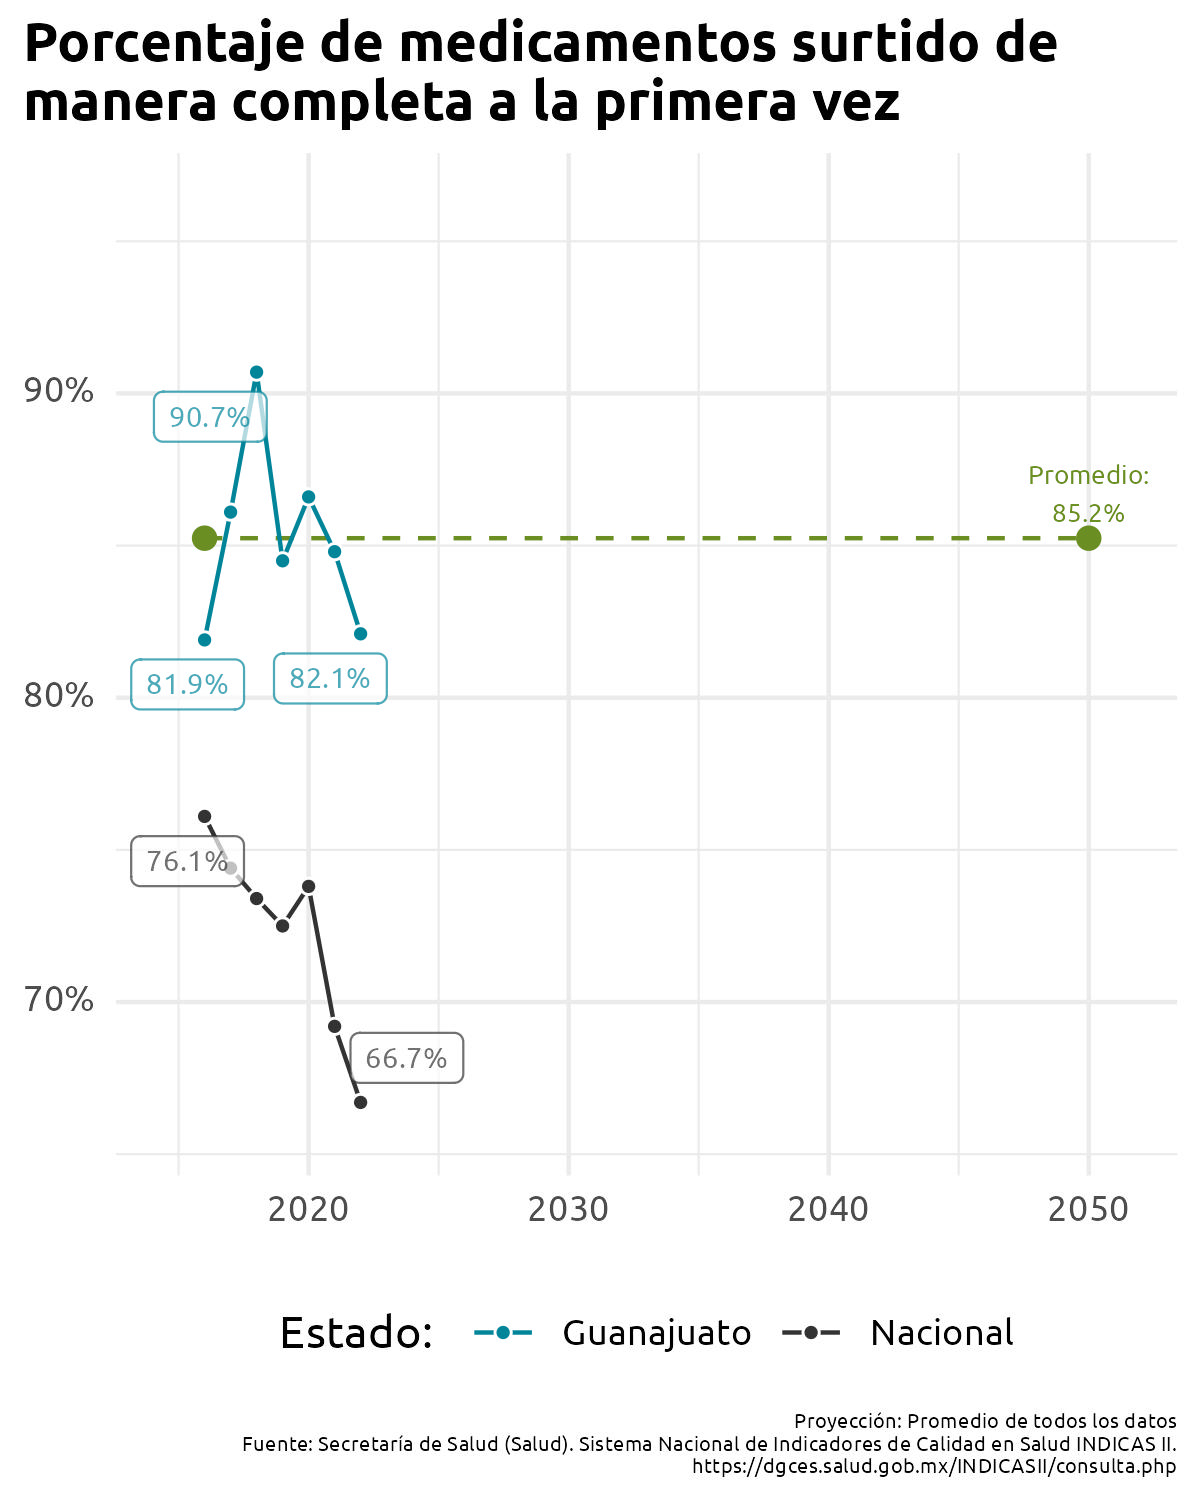 Porcentaje de medicamentos surtido de
manera completa a la primera vez
90%
90.7%
Promedio:
85.2%
81.9%
82.1%
80%
76.1%
70%
66.7%
2020
2030
2040
2050
Estado:
Guanajuato
Nacional
Proyección: Promedio de todos los datos
Fuente: Secretaría de Salud (Salud). Sistema Nacional de Indicadores de Calidad en Salud INDICAS II.
https://dgces.salud.gob.mx/INDICASII/consulta.php